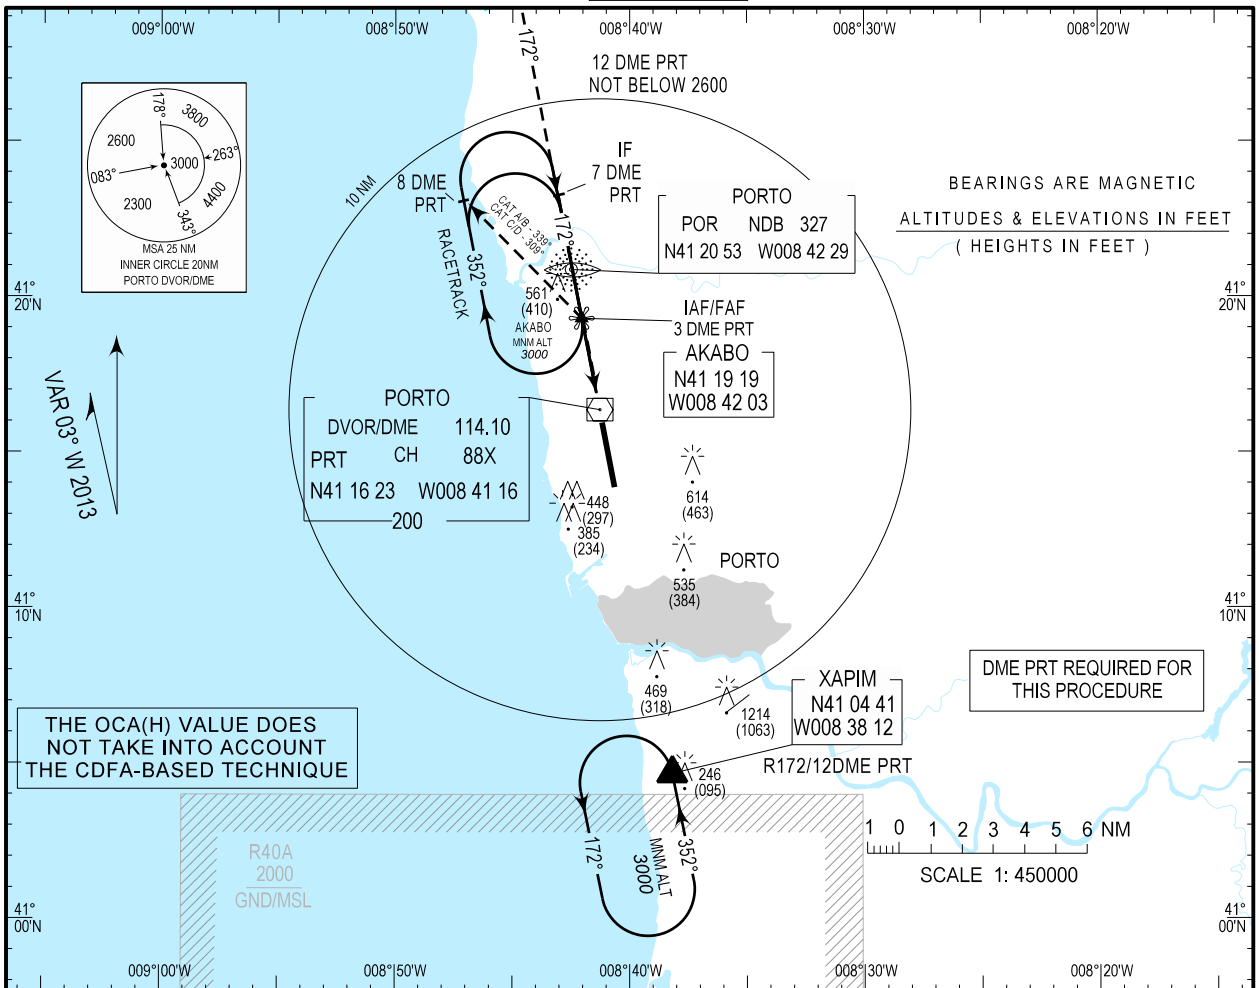 009°00'W
008°50'W
008°40'W
008°30'W
008°20'W
172°
12 DME PRT
NOT BELOW 2600
178°
3800
2600
263°
3000
083°
2300
4400
343°
MSA 25 NM
INNER CIRCLE 20NM
PORTO DVOR/DME
10 NM
8 DME
PRT
IF
7 DME
PRT
CAT A/B - 339°
CAT C/D - 309°
172°
RACETRACK
352°
PORTO
POR NDB 327
N41 20 53 W008 42 29
BEARINGS ARE MAGNETIC
ALTITUDES & ELEVATIONS IN FEET
( HEIGHTS IN FEET )
41°
20'N
41°
20'N
561
(410)
AKABO
MNM ALT
3000
IAF/FAF
3 DME PRT
AKABO
N41 19 19
W008 42 03
VAR 03° W 2013
PORTO
DVOR/DME 114.10
PRT CH 88X
N41 16 23 W008 41 16
200
448
(297)
385
(234)
614
(463)
535
(384)
PORTO
41°
10'N
41°
10'N
469
(318)
1214
(1063)
XAPIM
N41 04 41
W008 38 12
R172/12DME PRT
246
(095)
DME PRT REQUIRED FOR
THIS PROCEDURE
THE OCA(H) VALUE DOES
NOT TAKE INTO ACCOUNT
THE CDFA-BASED TECHNIQUE
172°
MNM ALT
3000
352°
R40A
2000
GND/MSL
1 0 1 2 3 4 5 6 NM
SCALE 1: 450000
41°
00'N
41°
00'N
009°00'W
008°50'W
008°40'W
008°30'W
008°20'W